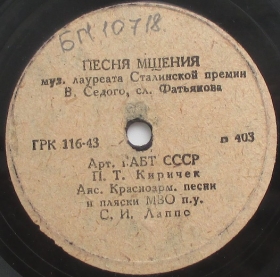 БМ 10718
ПЕСНЯ МЩЕНИЯ
муз. лауреата Сталинской премии
В. Седого, сл. Фатьянова
ГРК 116-43
в 403
Арт. ГАБТ СССР
П. Т. Киричек
Анс. Красноарм. песни
и пляски МВО п.у.
С. И. Лаппо